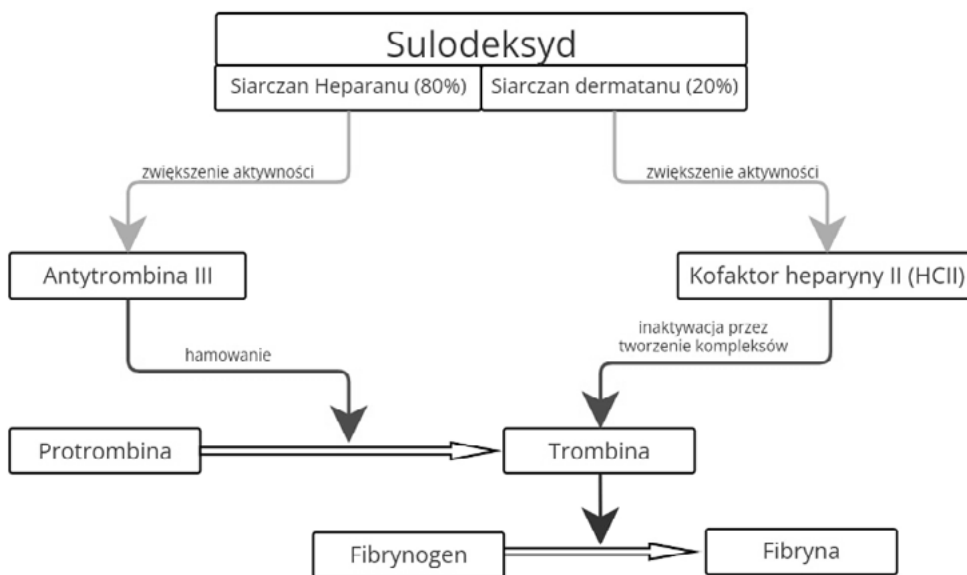 Sulodeksyd
Siarczan Heparanu (80%)
Siarczan dermatanu (20%)
zwiększenie aktywności
zwiększenie aktywności
Antytrombina III
Kofaktor heparyny II (HCII)
hamowanie
inaktywacja przez
tworzenie kompleksów
Protrombina
Trombina
Fibrynogen
Fibryna